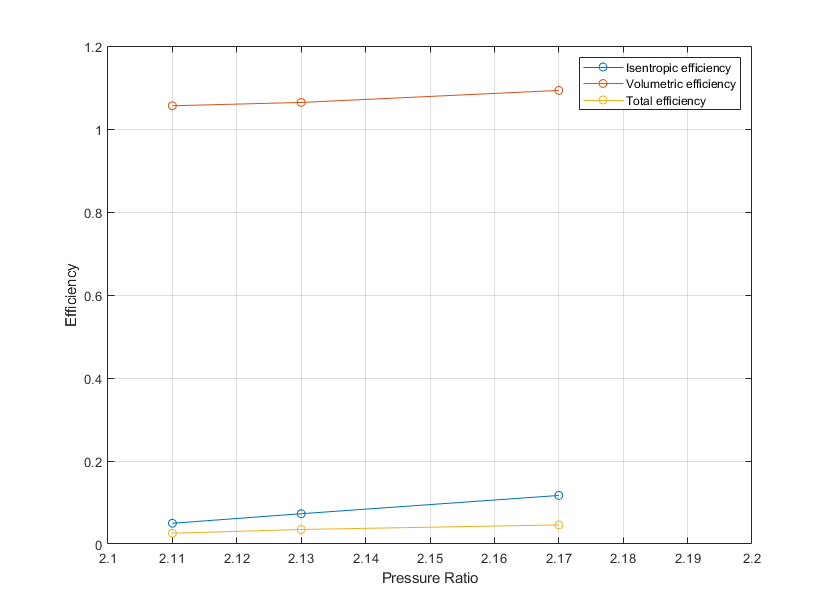 1.2
1
0.8
0.6
0.4
0.2
0
Efficiency
Isentropic efficiency
Volumetric efficiency
Total efficiency
2.1 2.11 2.12 2.13 2.14 2.15 2.16 2.17 2.18 2.19 2.2
Pressure Ratio